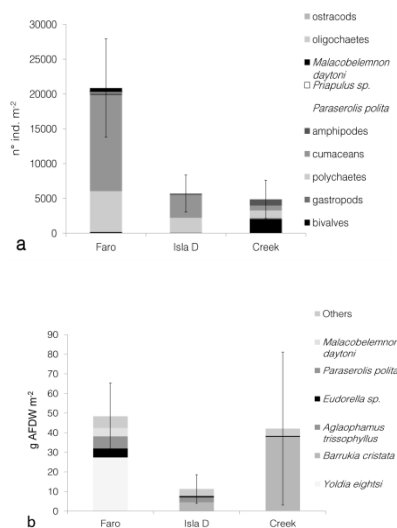 ostracods
oligochaetes
Malacobelemnon
daytoni
Priapulus sp.
Paraserolis polita
amphipodes
cumaceans
polychaetes
gastropods
bivalves
n° ind. m-2
30000
25000
20000
15000
10000
5000
0
Faro
Isla D
Creek
a
Others
Malacobelemnon
daytoni
Paraserolis polita
Eudorella sp.
Aglaophamus
trissophyllus
Barrukia cristata
Yoldia eightsi
g AFDW m-2
90
80
70
60
50
40
30
20
10
0
Faro
Isla D
Creek
b